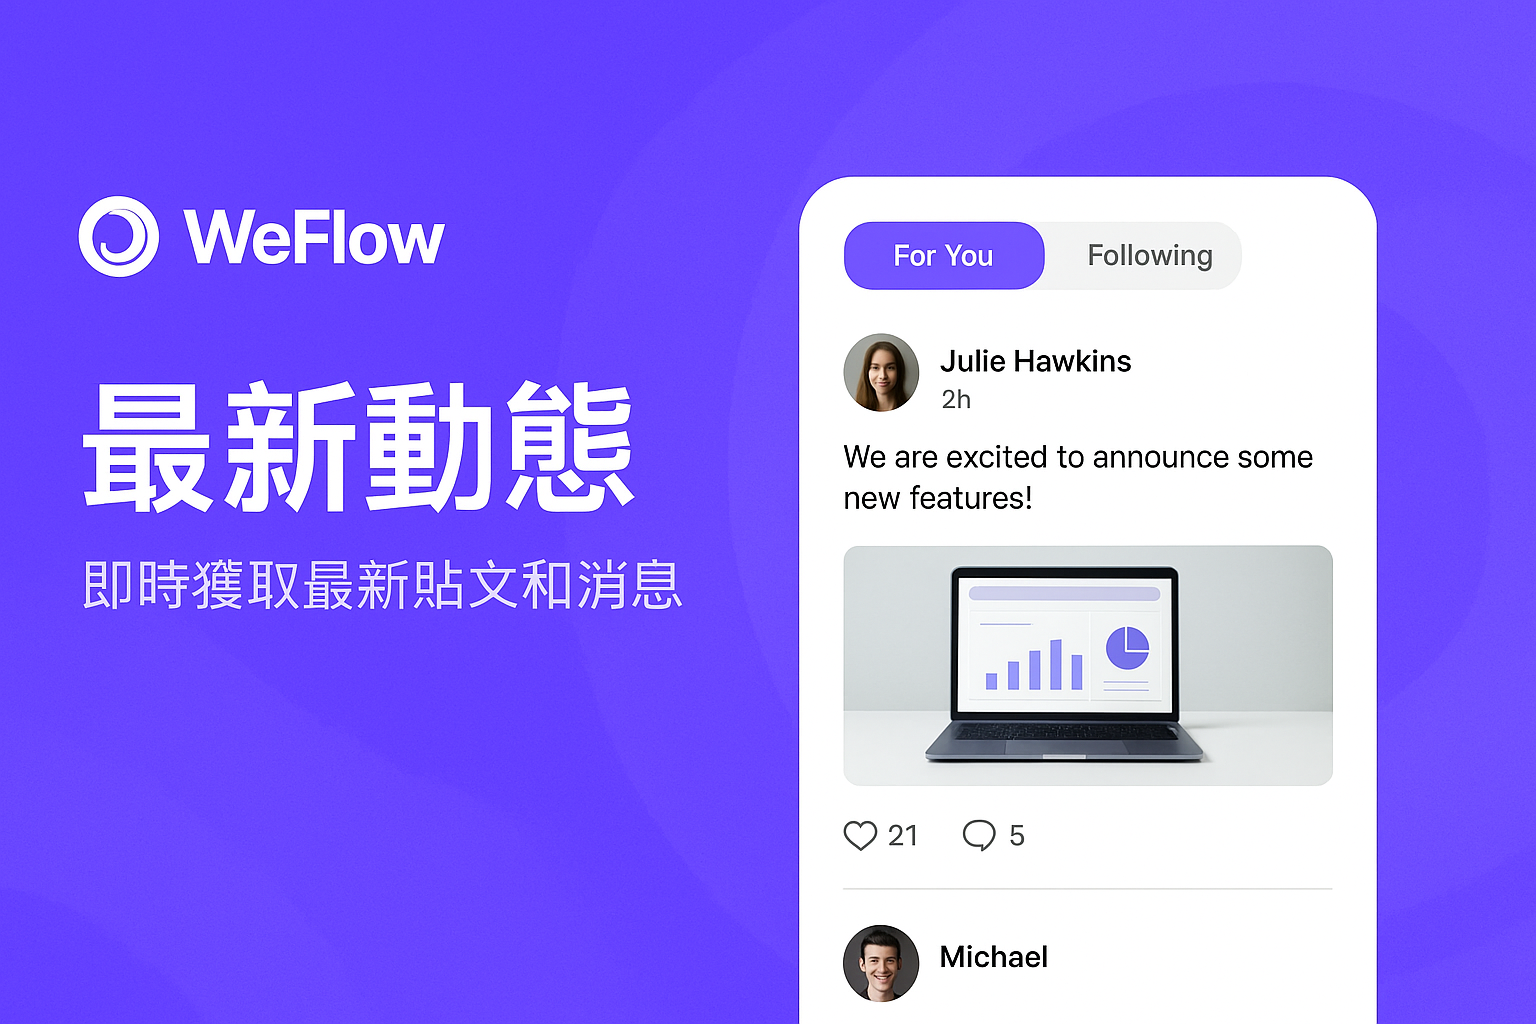 WeFlow
最新動態
即時獲取最新貼文和消息
For You
Following
Julie Hawkins
2h
We are excited to announce some
new features!
21
5
Michael